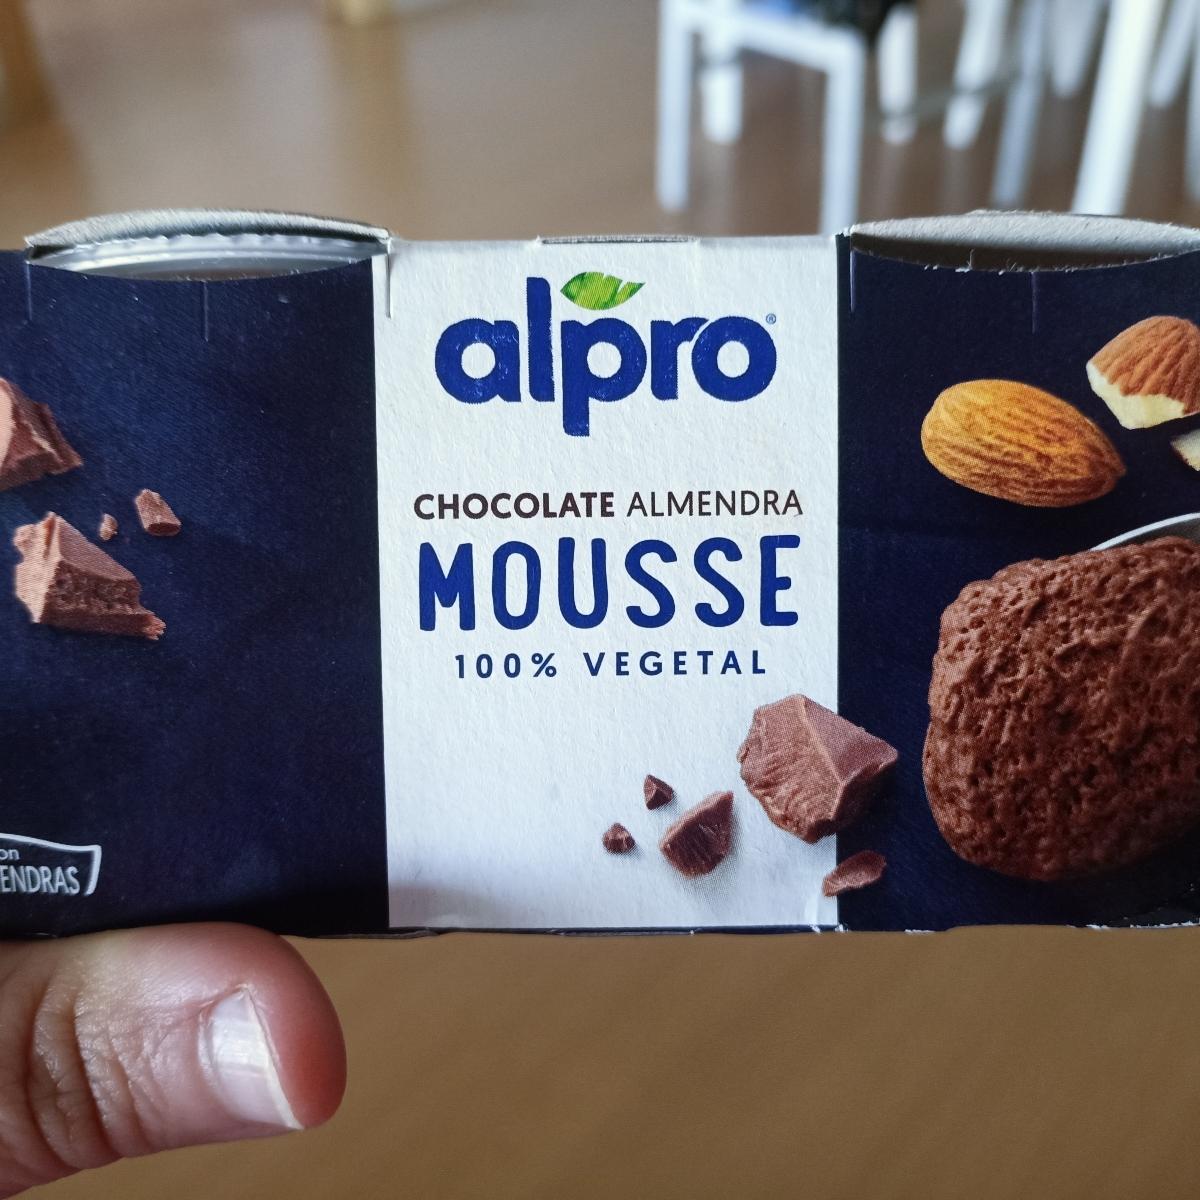 alpro®
CHOCOLATE ALMENDRA
MOUSSE
100% VEGETAL